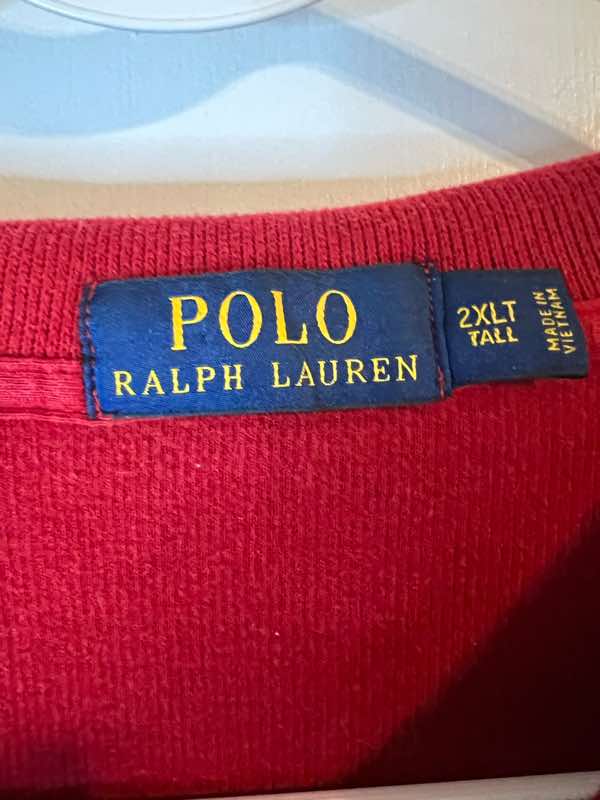 POLO
RALPH LAUREN
2XLT
TALL
MADE IN
VIETNAM